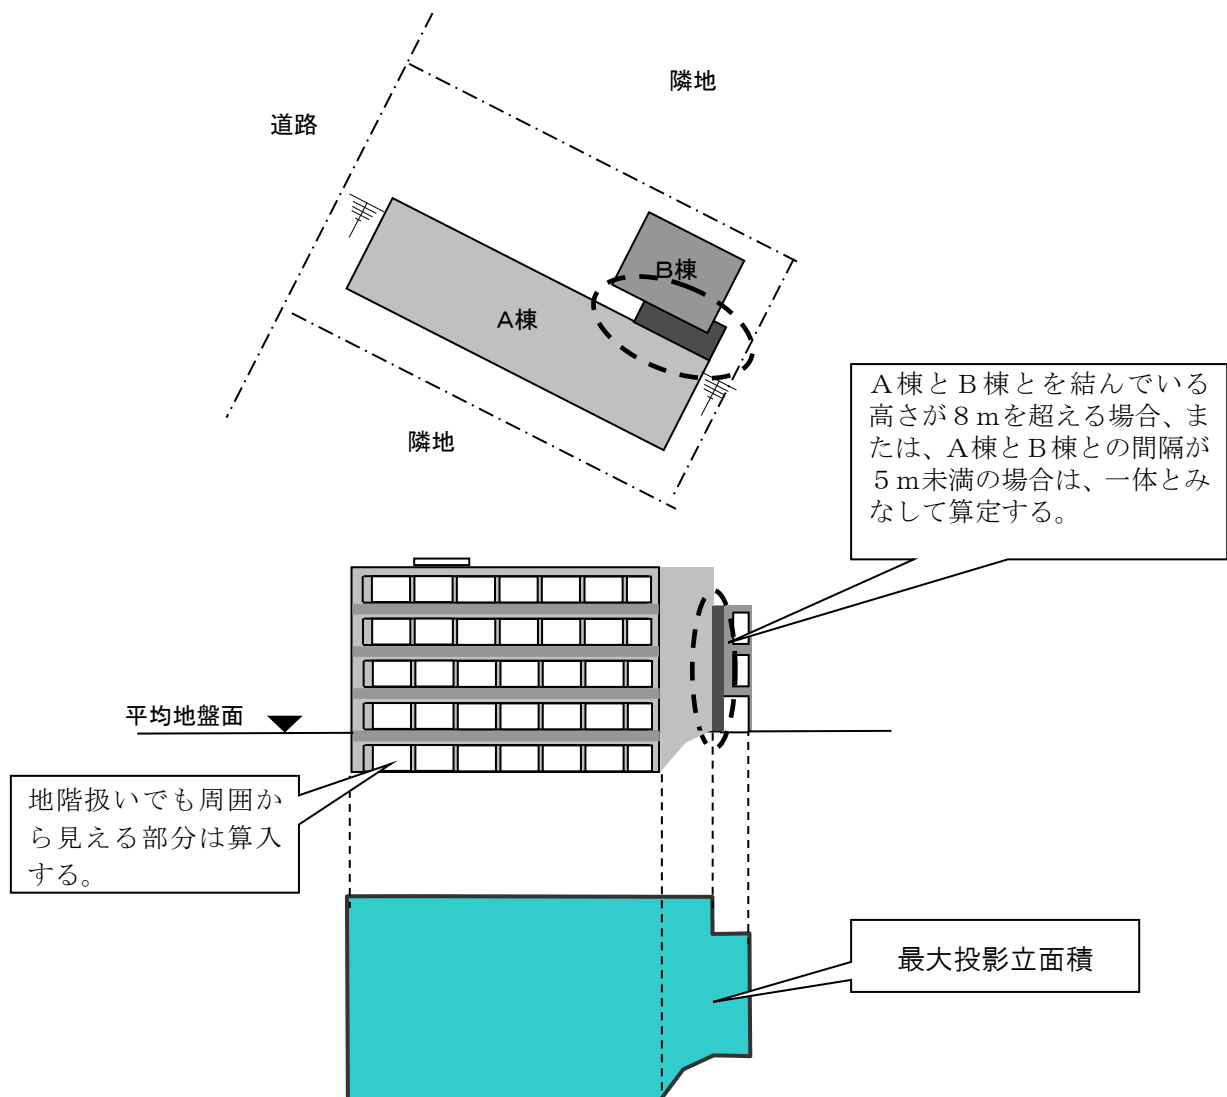 隣地
道路
B棟
A棟
隣地
A棟とB棟とを結んでいる
高さが８ｍを超える場合、ま
たは、A棟とB棟との間隔が
５ｍ未満の場合は、一体とみ
なして算定する。
平均地盤面
地階扱いでも周囲か
ら見える部分は算入
する。
最大投影立面積